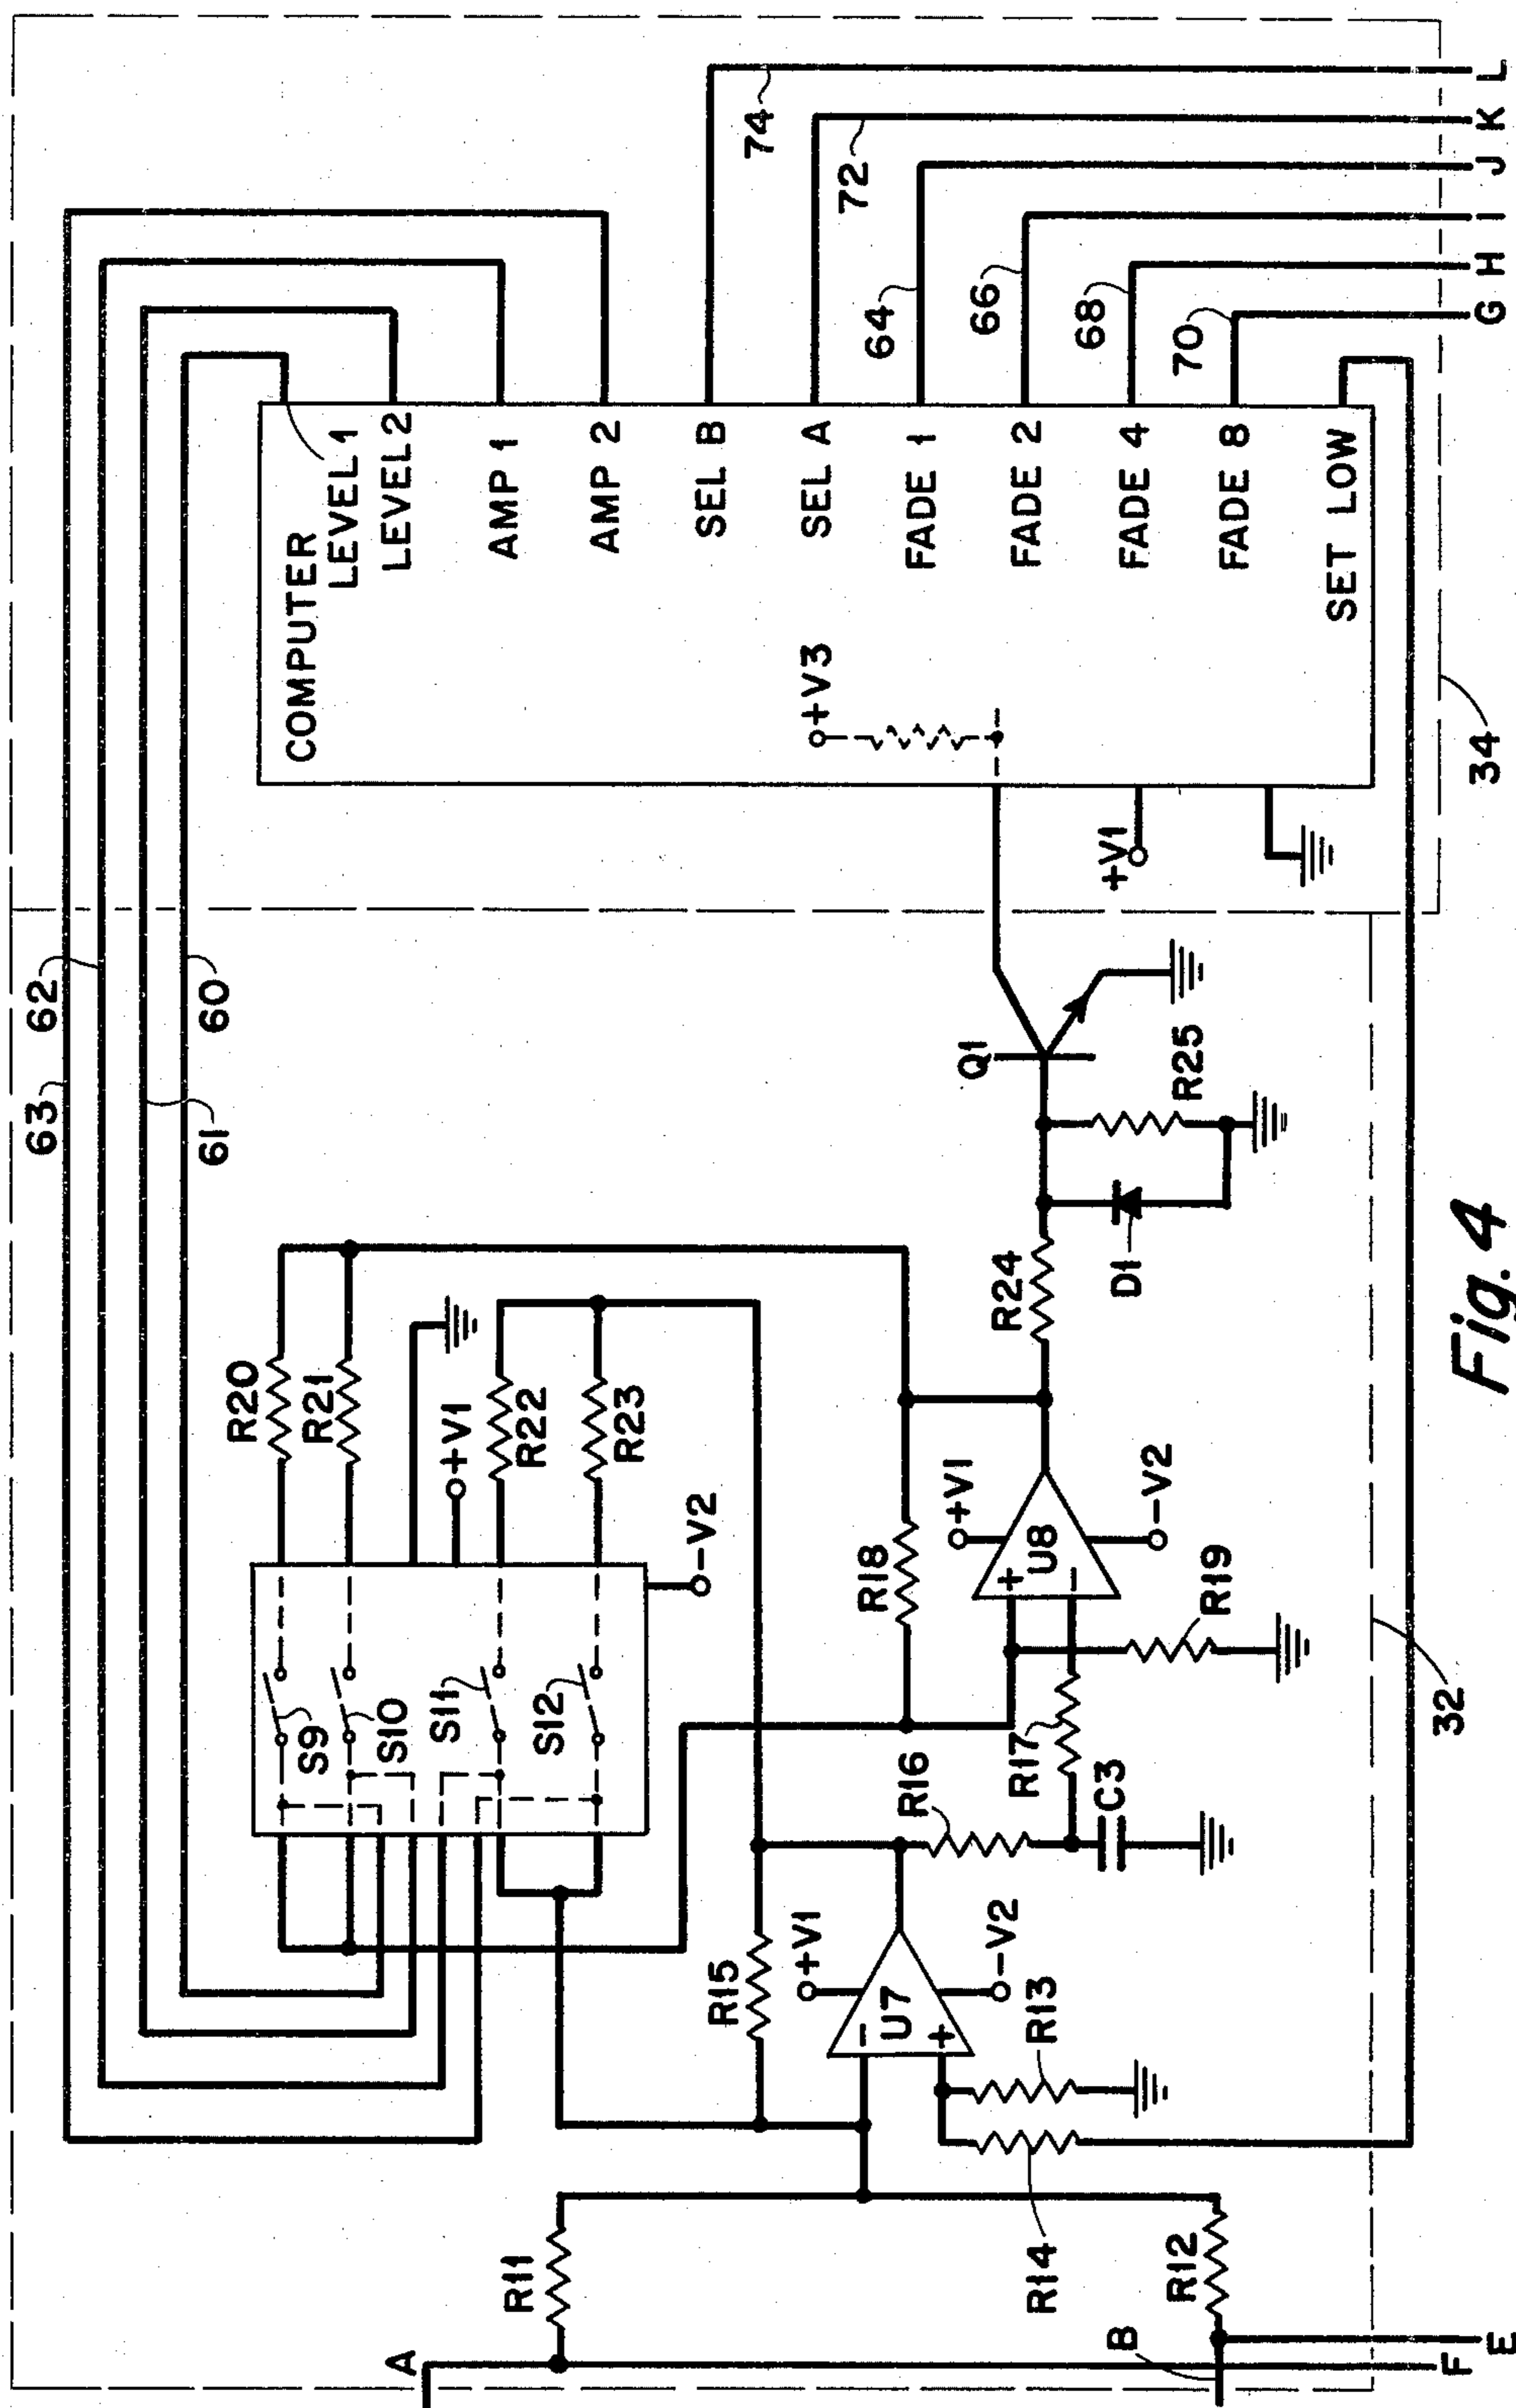 63
62
61
60
COMPUTER
LEVEL 1
LEVEL 2
AMP 1
AMP 2
SEL B
SEL A
FADE 1
FADE 2
FADE 4
FADE 8
SET LOW
+V3
+V1
74
72
64
66
68
70
L
K
J
I
H
G
34
R20
R21
+V1
R22
R23
-V2
S9
S10
S11
S12
Q1
R25
D1
R24
R18
+V1
U8
+
-
-V2
R19
R17
R16
C3
R15
+V1
U7
-
+
-V2
R13
R14
R11
R12
A
B
F
E
32
Fig. 4